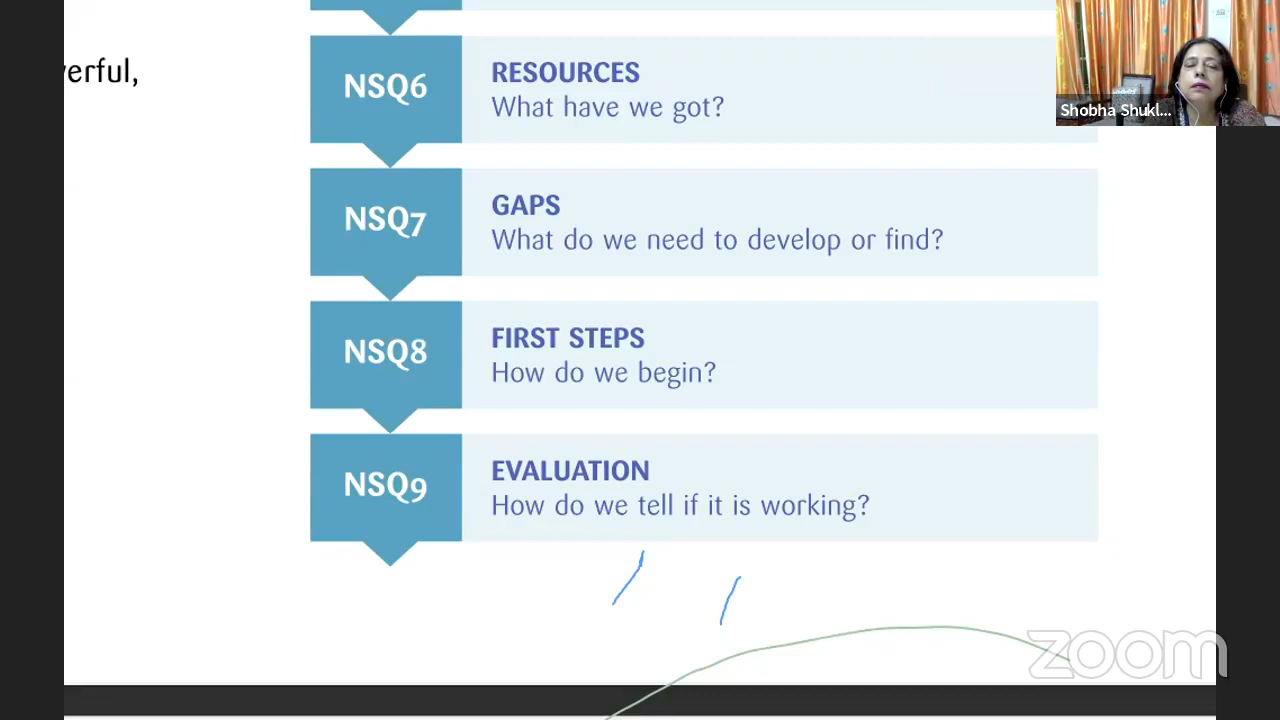 verful,
NSQ6
RESOURCES
What have we got?
NSQ7
GAPS
What do we need to develop or find?
NSQ8
FIRST STEPS
How do we begin?
NSQ9
EVALUATION
How do we tell if it is working?
Shobha Shukl...
zoom